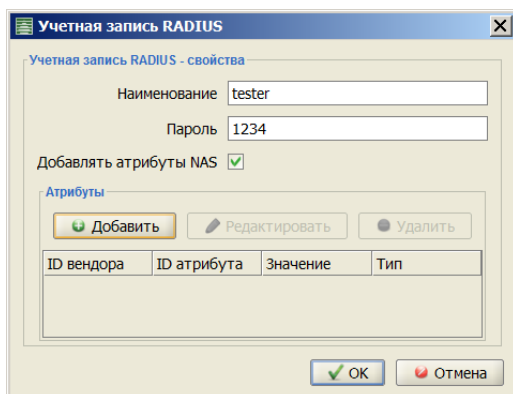 Учетная запись RADIUS
Учетная запись RADIUS - свойства
Наименование tester
Пароль 1234
Добавлять атрибуты NAS
Атрибуты
Добавить Редактировать Удалить
ID вендора ID атрибута Значение Тип
OK Отмена